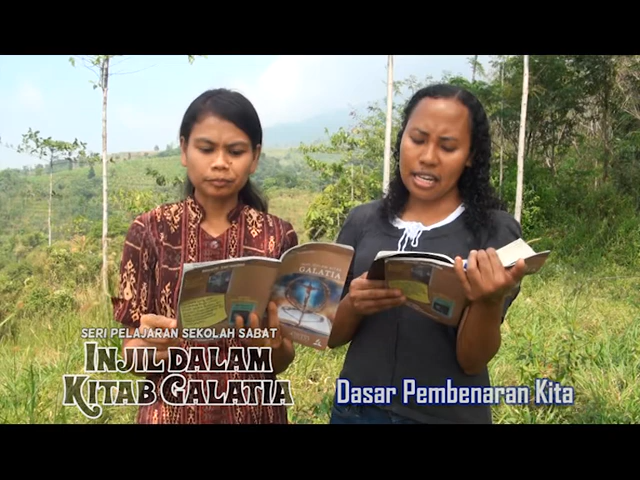 GALATIA
SERI PELAJARAN SEKOLAH SABAT
INJIL DALAM
KITAB GALATIA
Dasar Pembenaran Kita